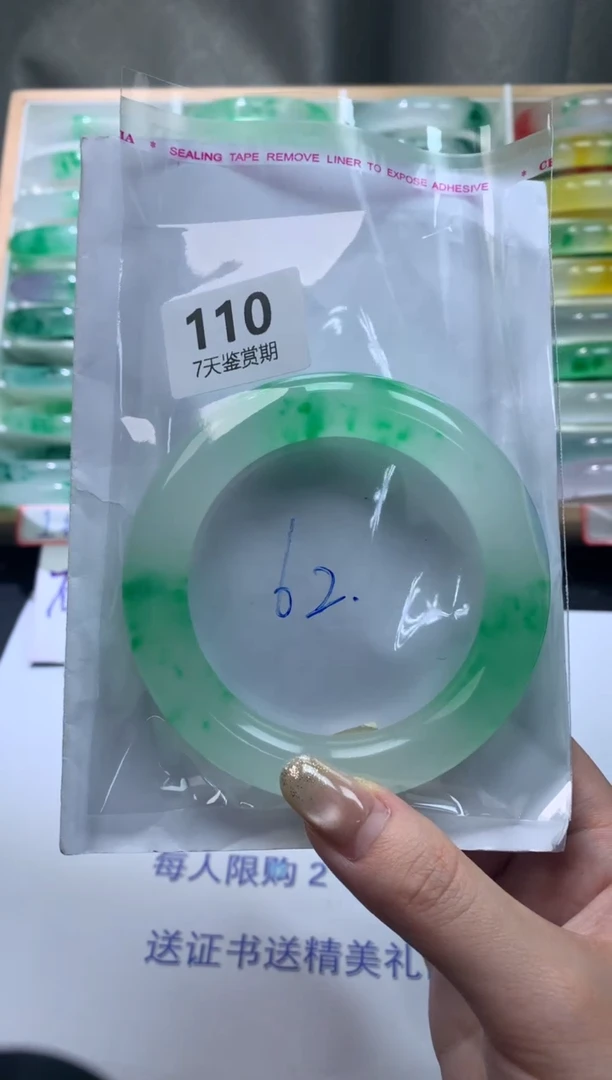 SEALING TAPE REMOVE LINER TO EXPOSE ADHESIVE
110
7天鉴赏期
62.
每人限购 2
送证书送精美礼